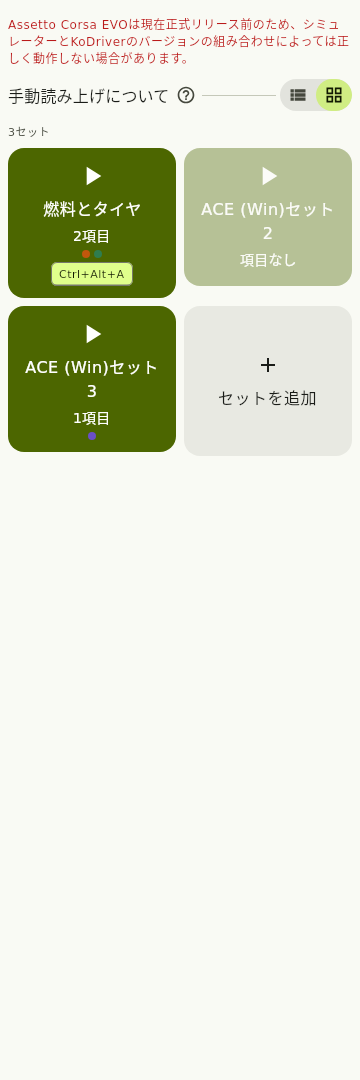 Assetto Corsa EVOは現在正式リリース前のため、シミュ
レーターとKoDriverのバージョンの組み合わせによっては正
しく動作しない場合があります。
手動読み上げについて
3セット
燃料とタイヤ
2項目
Ctrl+Alt+A
ACE (Win)セット
2
項目なし
ACE (Win)セット
3
1項目
セットを追加